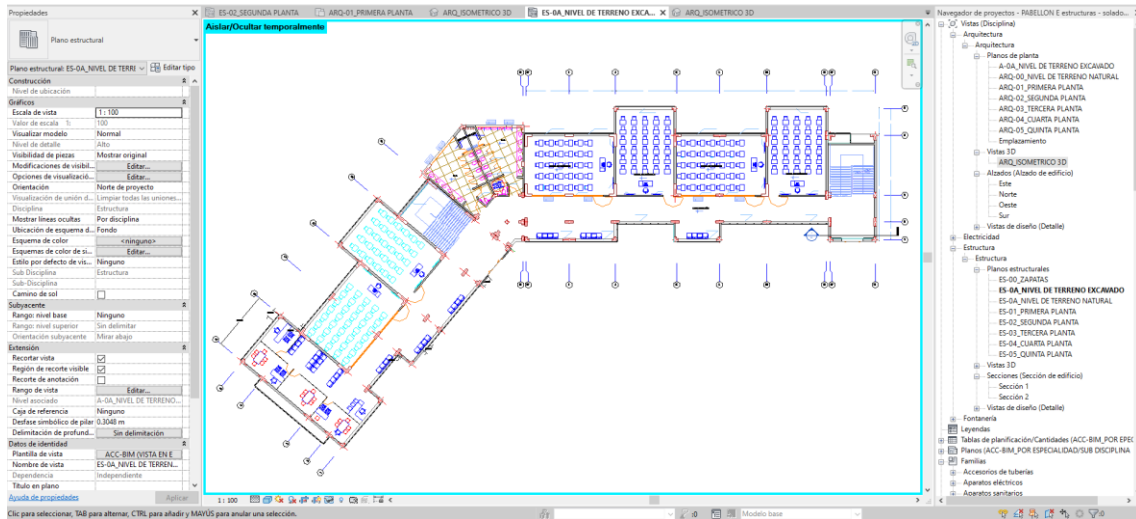 Propiedades
ES-02_SEGUNDA PLANTA
ARQ-01_PRIMERA PLANTA
ARQ_ISOMETRICO 3D
ES-0A_NIVEL DE TERRENO EXCA...
ARQ_ISOMETRICO 3D
Navegador de proyectos - PABELLON E estructuras - solado...
Plano estructural
Plano estructural: ES-0A_NIVEL DE TERRI
Editar tipo
Construcción
Nivel de ubicación
Gráficos
Escala de vista 1 : 100
Valor de escala 1: 100
Visualizar modelo Normal
Nivel de detalle Alto
Visibilidad de piezas Mostrar original
Modificaciones de visibil... Editar...
Opciones de visualizació... Editar...
Orientación Norte de proyecto
Visualización de unión d... Limpiar todas las uniones...
Disciplina Estructura
Mostrar líneas ocultas Por disciplina
Ubicación de esquema d... Fondo
Esquema de color <ninguno>
Esquemas de color de si... Editar...
Estilo por defecto de vis... Ninguno
Sub Disciplina Estructura
Sub-Disciplina
Camino de sol
Subyacente
Rango: nivel base Ninguno
Rango: nivel superior Sin delimitar
Orientación subyacente Mirar abajo
Extensión
Recortar vista
Región de recorte visible
Recorte de anotación
Rango de vista Editar...
Nivel asociado A-0A_NIVEL DE TERRENO...
Caja de referencia Ninguno
Desfase simbólico de pilar 0.3048 m
Delimitación de profund... Sin delimitación
Datos de identidad
Plantilla de vista ACC-BIM (VISTA EN E
Nombre de vista ES-0A_NIVEL DE TERREN...
Dependencia Independiente
Título en plano
Ayuda de propiedades
Aplicar
Aislar/Ocultar temporalmente
1 : 100
Vistas (Disciplina)
Arquitectura
Arquitectura
Planos de planta
A-0A_NIVEL DE TERRENO EXCAVADO
ARQ-00_NIVEL DE TERRENO NATURAL
ARQ-01_PRIMERA PLANTA
ARQ-02_SEGUNDA PLANTA
ARQ-03_TERCERA PLANTA
ARQ-04_CUARTA PLANTA
ARQ-05_QUINTA PLANTA
Emplazamiento
Vistas 3D
ARQ_ISOMETRICO 3D
Alzados (Alzado de edificio)
Este
Norte
Oeste
Sur
Vistas de diseño (Detalle)
Electricidad
Estructura
Estructura
Planos estructurales
ES-00_ZAPATAS
ES-0A_NIVEL DE TERRENO EXCAVADO
ES-0A_NIVEL DE TERRENO NATURAL
ES-01_PRIMERA PLANTA
ES-02_SEGUNDA PLANTA
ES-03_TERCERA PLANTA
ES-04_CUARTA PLANTA
ES-05_QUINTA PLANTA
Vistas 3D
Secciones (Sección de edificio)
Sección 1
Sección 2
Vistas de diseño (Detalle)
Fontanería
Leyendas
Tablas de planificación/Cantidades (ACC-BIM_POR ESPEC
Planos (ACC-BIM_POR ESPECIALIDAD/SUB DISCIPLINA
Familias
Accesorios de tuberías
Aparatos eléctricos
Aparatos sanitarios
Clic para seleccionar, TAB para alternar, CTRL para añadir y MAYÚS para anular una selección.
:0
Modelo base